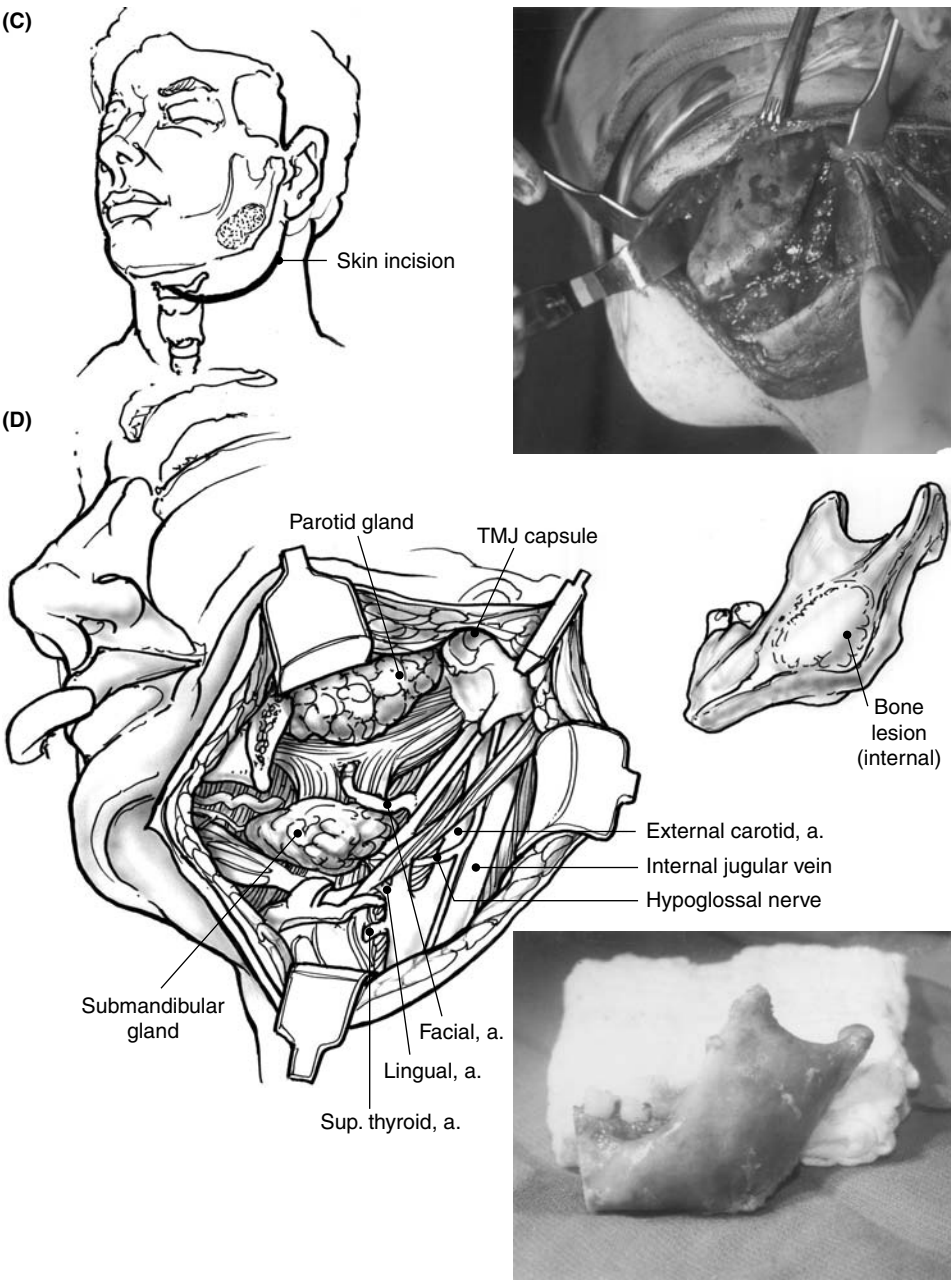 (C)
Skin incision
(D)
Parotid gland
TMJ capsule
Bone
lesion
(internal)
External carotid, a.
Internal jugular vein
Hypoglossal nerve
Submandibular
gland
Facial, a.
Lingual, a.
Sup. thyroid, a.